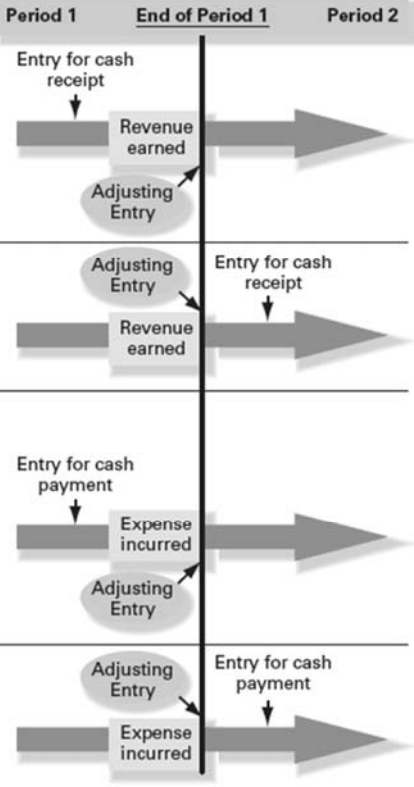 Period 1 End of Period 1 Period 2
Entry for cash
receipt
Revenue
earned
Adjusting
Entry
Adjusting
Entry
Entry for cash
receipt
Revenue
earned
Entry for cash
payment
Expense
incurred
Adjusting
Entry
Adjusting
Entry
Entry for cash
payment
Expense
incurred